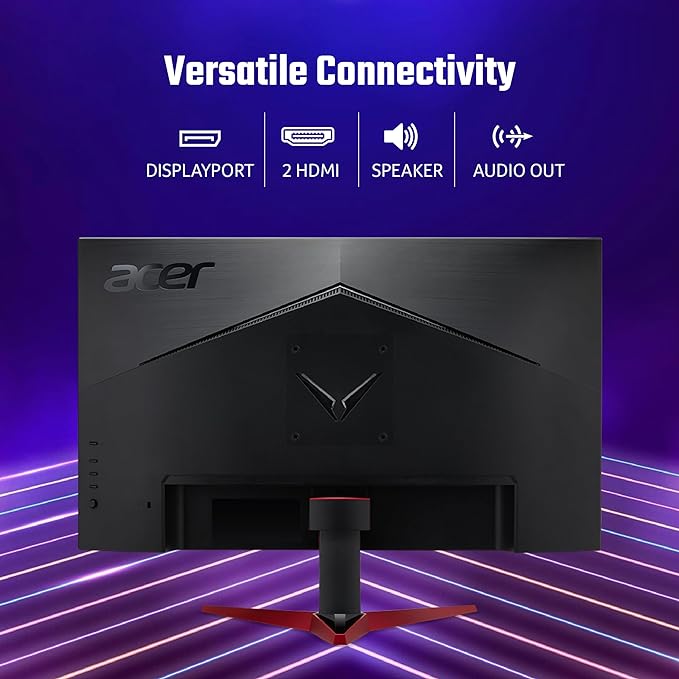 Versatile Connectivity
DISPLAYPORT
2 HDMI
SPEAKER
AUDIO OUT
acer